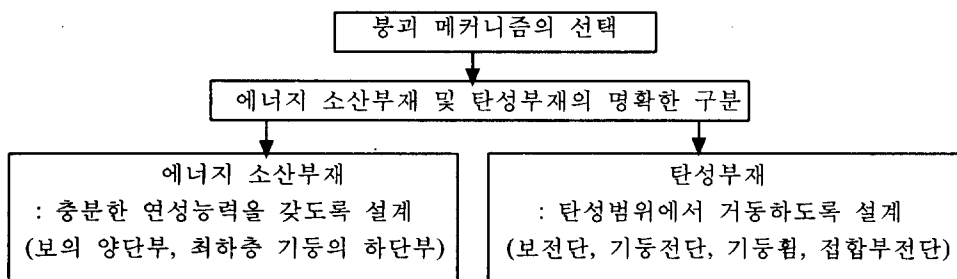 붕괴 메커니즘의 선택
에너지 소산부재 및 탄성부재의 명확한 구분
에너지 소산부재
: 충분한 연성능력을 갖도록 설계
(보의 양단부, 최하층 기둥의 하단부)
탄성부재
: 탄성범위에서 거동하도록 설계
(보전단, 기둥전단, 기둥휨, 접합부전단)